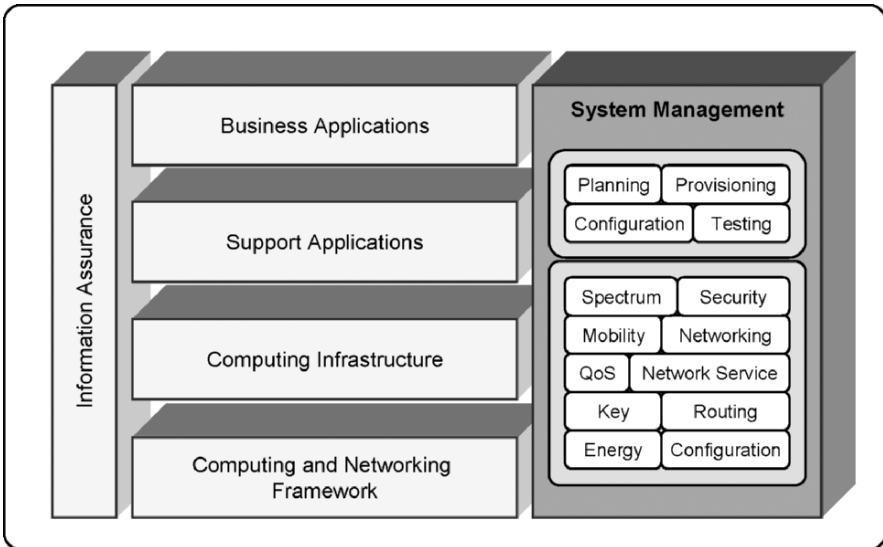 Information Assurance
Business Applications
Support Applications
Computing Infrastructure
Computing and Networking
Framework
System Management
Planning Provisioning
Configuration Testing
Spectrum Security
Mobility Networking
QoS Network Service
Key Routing
Energy Configuration